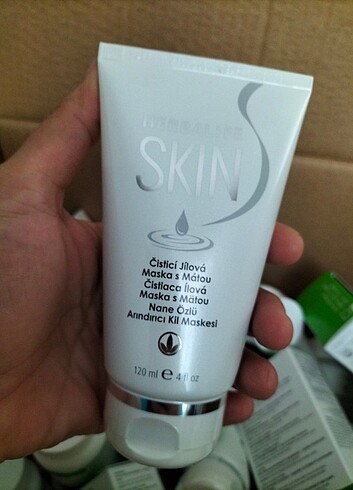 HERBALIFE
SKIN
Čisticí Jílová
Maska s Mátou
Čistiaca Ílová
Maska s Mätou
Nane Özlü
Arındırıcı Kil Maskesi
120 ml e 4 fl oz